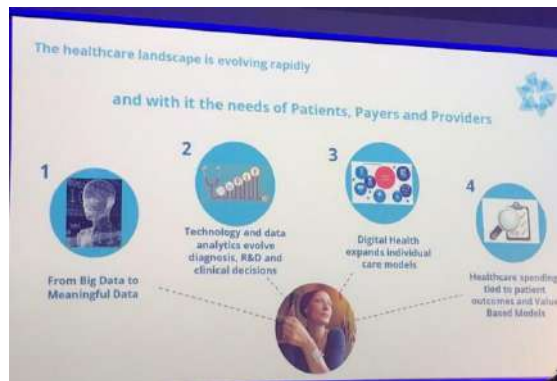 The healthcare landscape is evolving rapidly
and with it the needs of Patients, Payers and Providers
1
2
3
4
From Big Data to
Meaningful Data
Technology and data
analytics evolve
diagnosis, R&D and
clinical decisions
Digital Health
expands individual
care models
Healthcare spending
tied to patient
outcomes and Value
Based Models